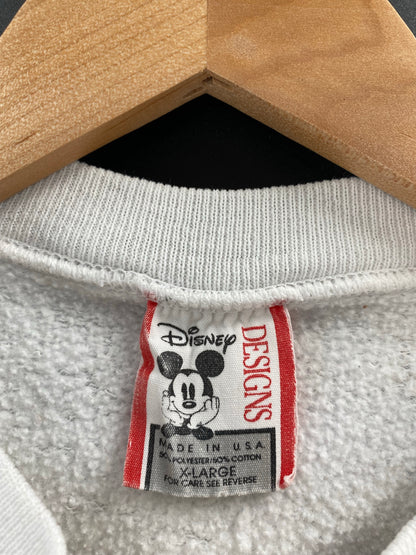 Disney
DESIGNS
MADE IN U.S.A.
50% POLYESTER/50% COTTON
X-LARGE
FOR CARE SEE REVERSE